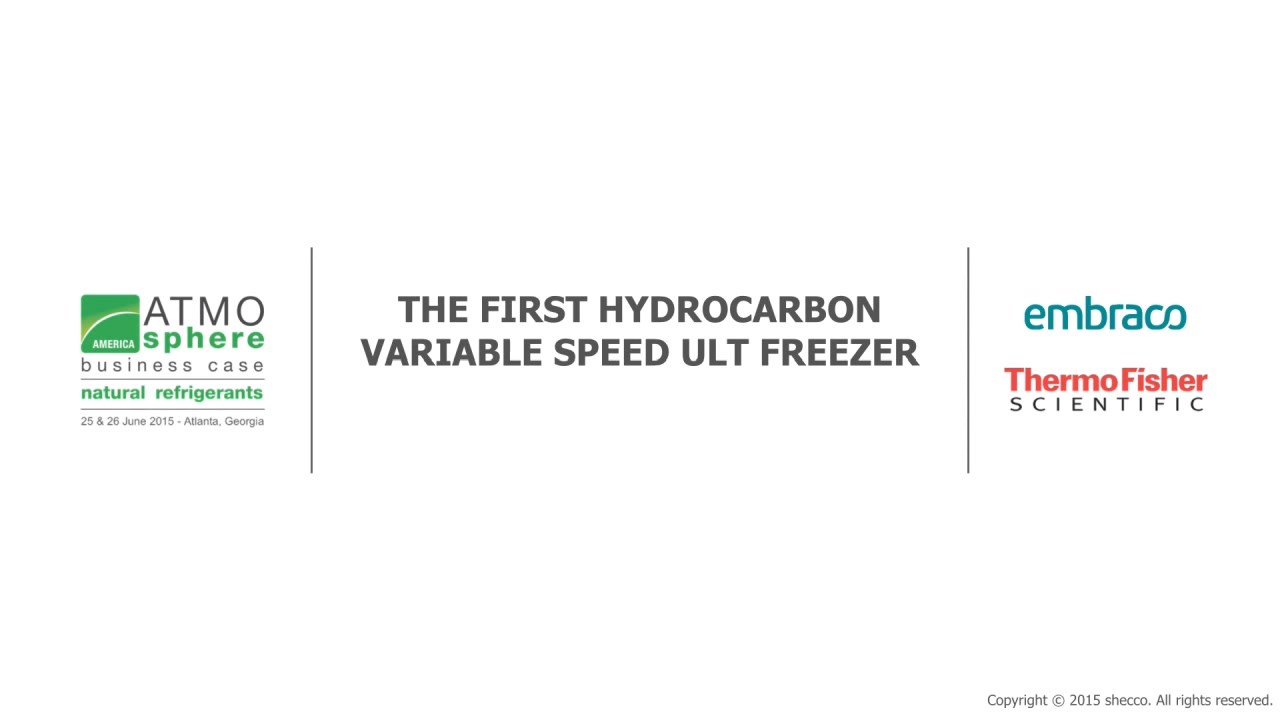 ATMO
AMERICA sphere
business case
natural refrigerants
25 & 26 June 2015 - Atlanta, Georgia
THE FIRST HYDROCARBON
VARIABLE SPEED ULT FREEZER
embraco
ThermoFisher
SCIENTIFIC
Copyright © 2015 shecco. All rights reserved.